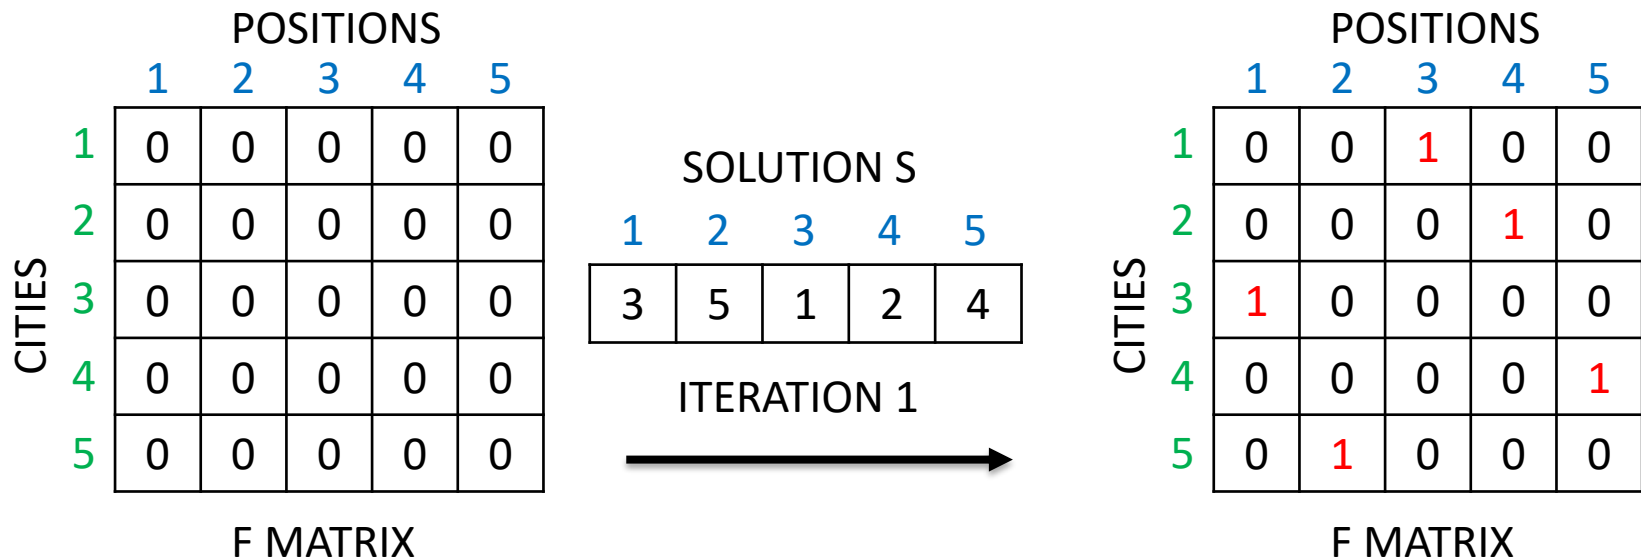 POSITIONS
1 2 3 4 5
CITIES
1 0 0 0 0 0
2 0 0 0 0 0
3 0 0 0 0 0
4 0 0 0 0 0
5 0 0 0 0 0
F MATRIX
SOLUTION S
1 2 3 4 5
3 5 1 2 4
ITERATION 1
POSITIONS
1 2 3 4 5
CITIES
1 0 0 1 0 0
2 0 0 0 1 0
3 1 0 0 0 0
4 0 0 0 0 1
5 0 1 0 0 0
F MATRIX